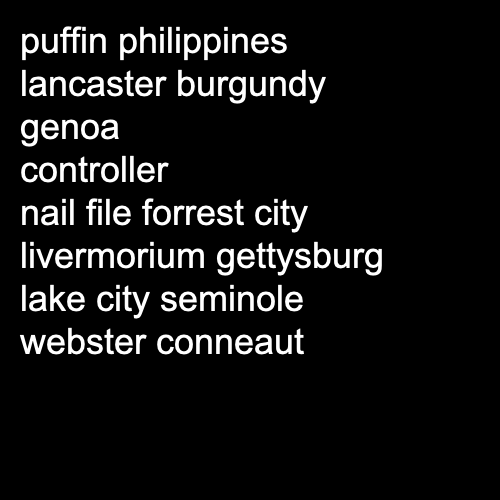 puffin philippines
lancaster burgundy
genoa
controller
nail file forrest city
livermorium gettysburg
lake city seminole
webster conneaut